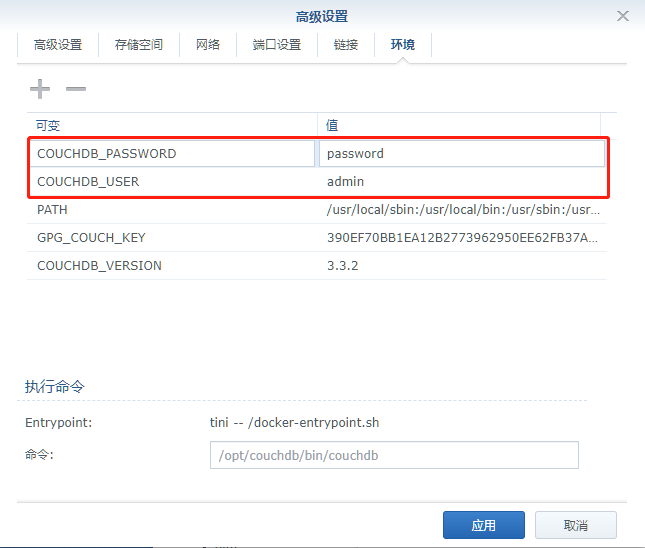 高级设置
高级设置 存储空间 网络 端口设置 链接 环境
可变 值
COUCHDB_PASSWORD password
COUCHDB_USER admin
PATH /usr/local/sbin:/usr/local/bin:/usr/sbin:/usr...
GPG_COUCH_KEY 390EF70BB1EA12B2773962950EE62FB37A...
COUCHDB_VERSION 3.3.2
执行命令
Entrypoint: tini -- /docker-entrypoint.sh
命令: /opt/couchdb/bin/couchdb
应用 取消